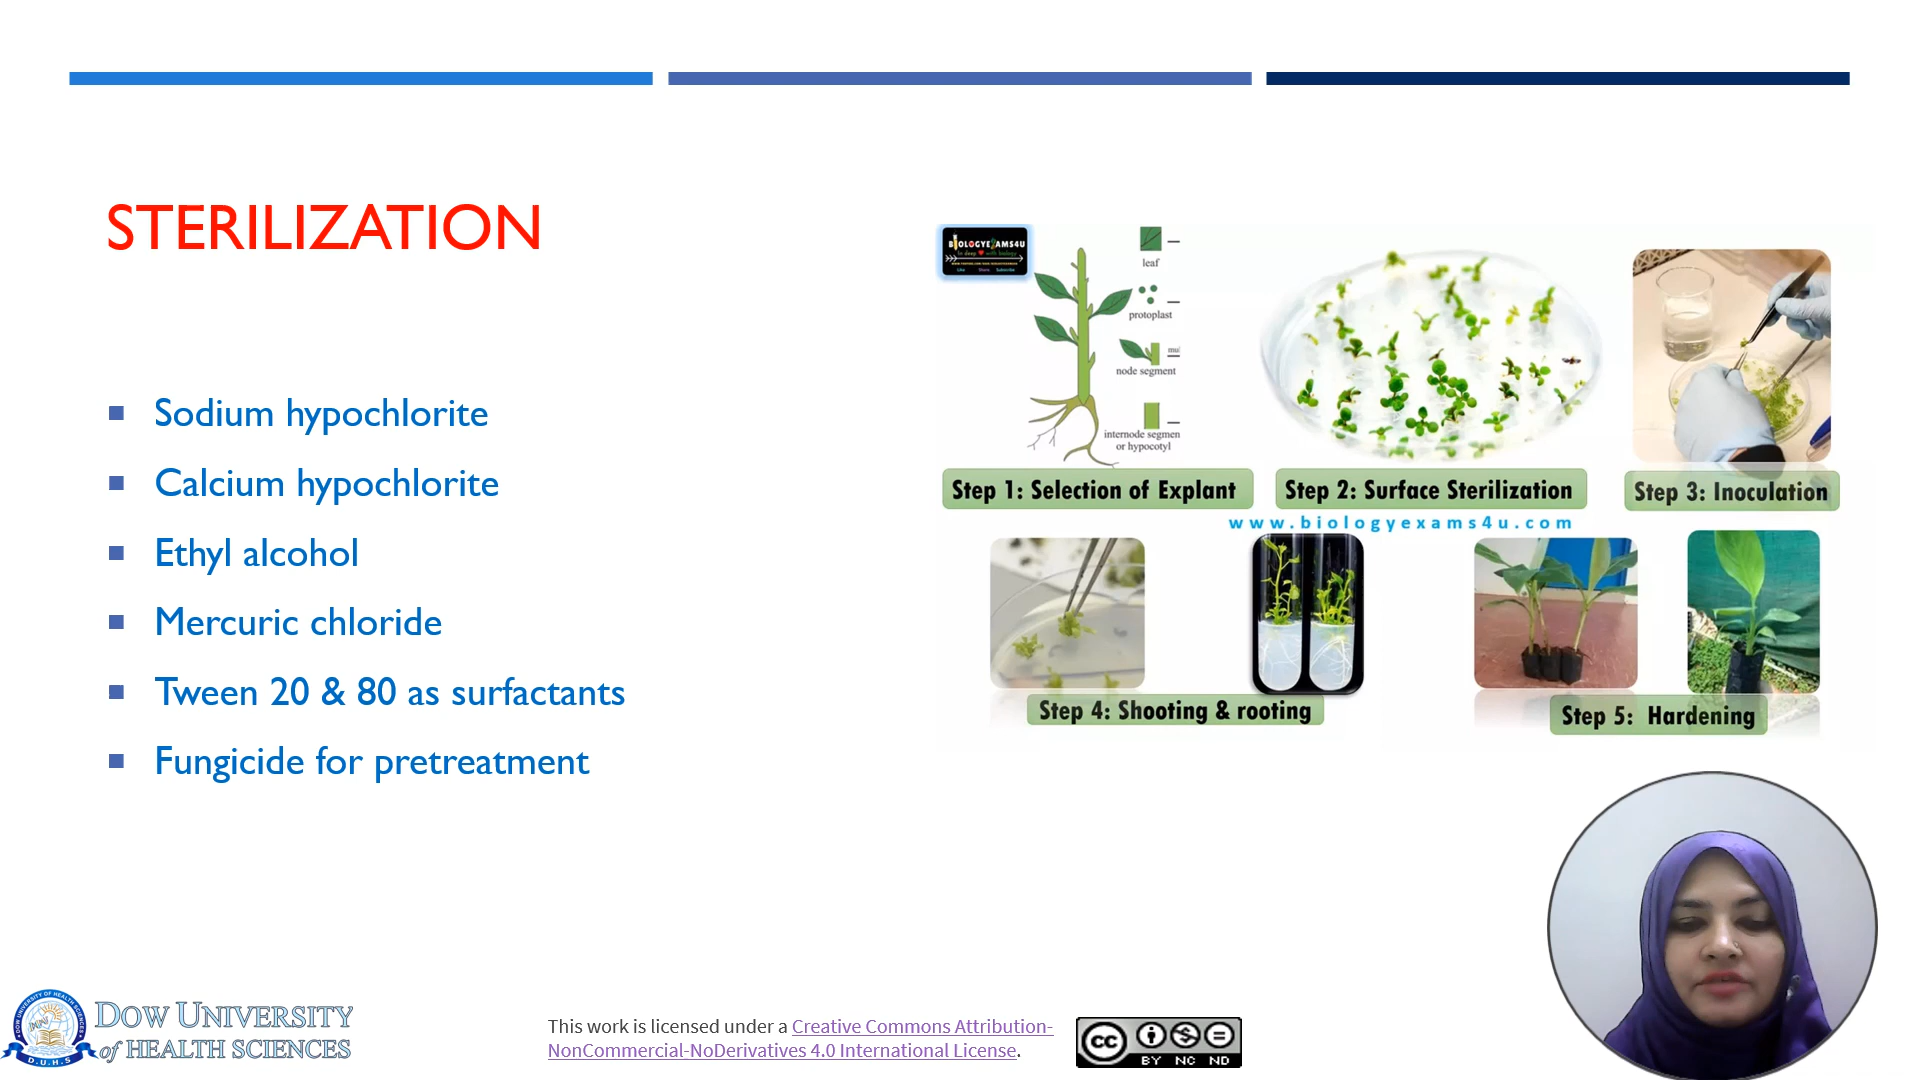 STERILIZATION
Sodium hypochlorite
Calcium hypochlorite
Ethyl alcohol
Mercuric chloride
Tween 20 & 80 as surfactants
Fungicide for pretreatment
leaf
protoplast
node segment
internode segmen
or hypocotyl
Step 1: Selection of Explant
Step 2: Surface Sterilization
Step 3: Inoculation
www.biologyexams4u.com
Step 4: Shooting & rooting
Step 5: Hardening
DOW UNIVERSITY
of HEALTH SCIENCES
D.U.H.S
This work is licensed under a Creative Commons Attribution-
NonCommercial-NoDerivatives 4.0 International License.
CC
BY NC ND